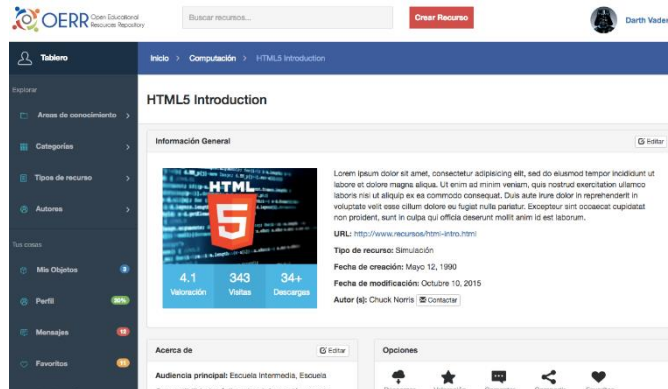 OERR Open Educational Resources Repository
Buscar recursos...
Crear Recurso
Darth Vader
Tablero
Inicio > Computación > HTML5 Introduction
Explorar
Areas de conocimiento >
Categorías >
Tipos de recurso >
Autores >
Tus cosas
Mis Objetos
Perfil
Mensajes
Favoritos
HTML5 Introduction
Información General
Editar
HTML
5
4.1
Valoración
343
Visitas
34+
Descargas
Lorem ipsum dolor sit amet, consectetur adipisicing elit, sed do eiusmod tempor incididunt ut
labore et dolore magna aliqua. Ut enim ad minim veniam, quis nostrud exercitation ullamco
laboris nisi ut aliquip ex ea commodo consequat. Duis aute irure dolor in reprehenderit in
voluptate velit esse cillum dolore eu fugiat nulla pariatur. Excepteur sint occaecat cupidatat
non proident, sunt in culpa qui officia deserunt mollit anim id est laborum.
URL: http://www.recursos/html-intro.html
Tipo de recurso: Simulación
Fecha de creación: Mayo 12, 1990
Fecha de modificación: Octubre 10, 2015
Autor (s): Chuck Norris Contactar
Acerca de
Editar
Audiencia principal: Escuela Intermedia, Escuela
Opciones